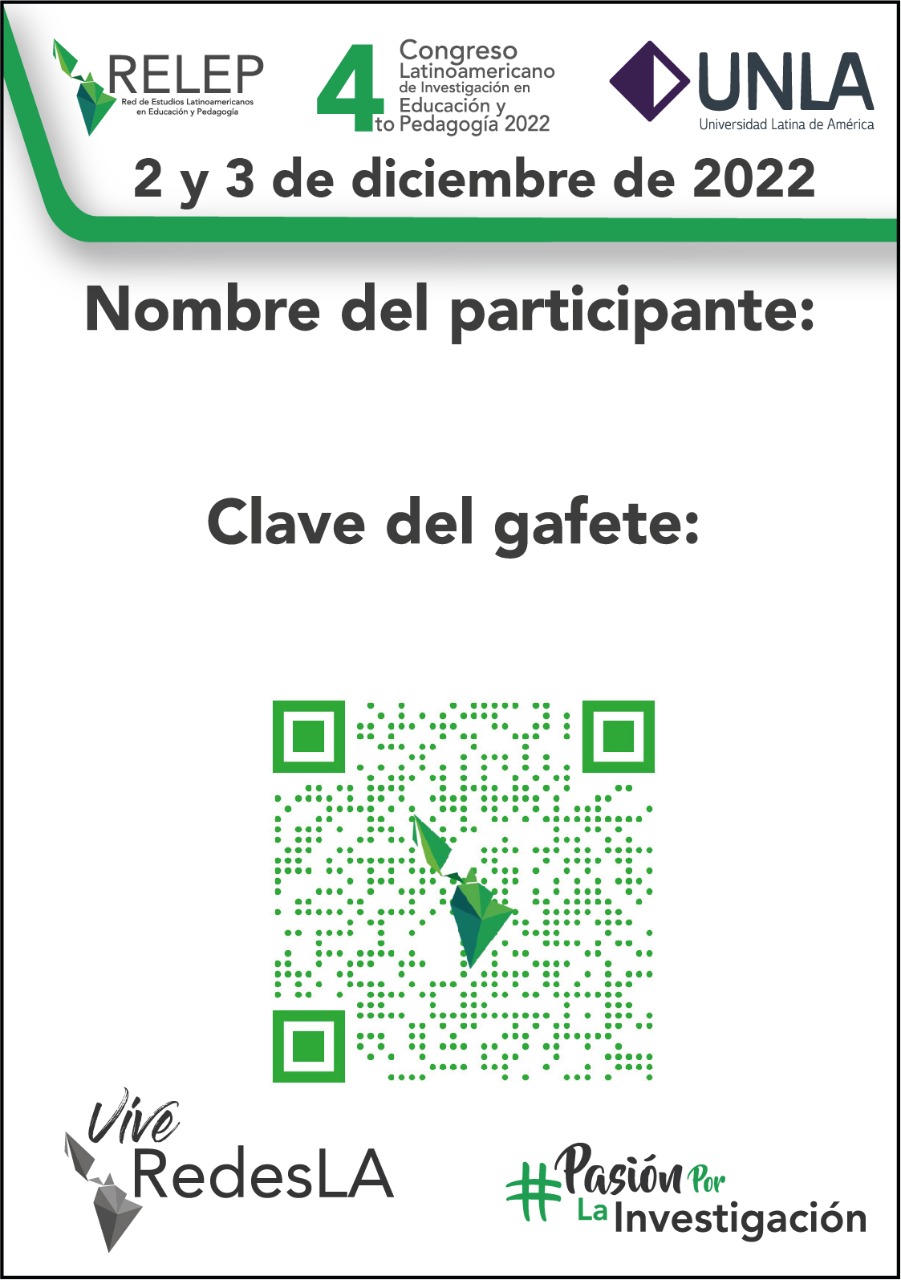 RELEP
Red de Estudios Latinoamericanos
en Educación y Pedagogía
4to
Congreso
Latinoamericano
de Investigación en
Educación y
Pedagogía 2022
UNLA
Universidad Latina de América
2 y 3 de diciembre de 2022
Nombre del participante:
Clave del gafete:
Vive
RedesLA
#Pasión Por
La Investigación